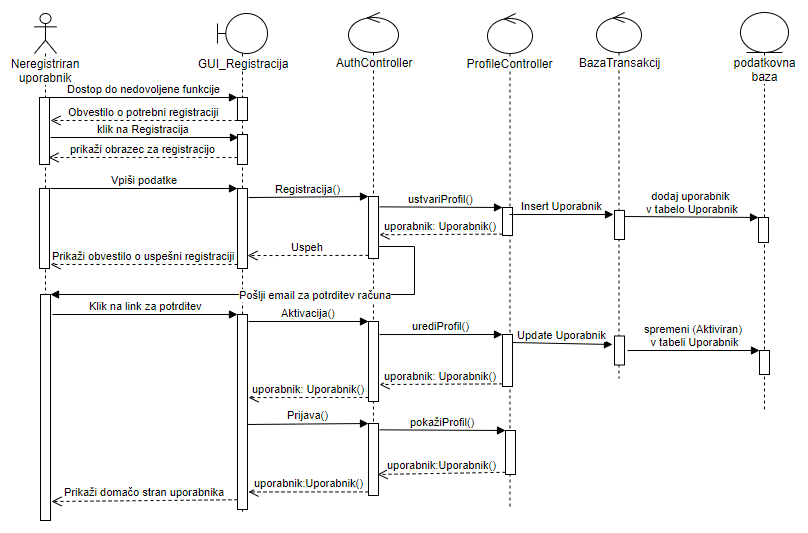 Neregistriran
uporabnik
GUI_Registracija
AuthController
ProfileController
BazaTransakcij
podatkovna
baza
Dostop do nedovoljene funkcije
Obvestilo o potrebni registraciji
klik na Registracija
prikaži obrazec za registracijo
Vpiši podatke
Registracija()
ustvariProfil()
Insert Uporabnik
dodaj uporabnik
v tabelo Uporabnik
uporabnik: Uporabnik()
Uspeh
Prikaži obvestilo o uspešni registraciji
Pošlji email za potrditev računa
Klik na link za potrditev
Aktivacija()
urediProfil()
Update Uporabnik
spremeni (Aktiviran)
v tabeli Uporabnik
uporabnik: Uporabnik()
uporabnik: Uporabnik()
Prijava()
pokažiProfil()
uporabnik:Uporabnik()
uporabnik:Uporabnik()
Prikaži domačo stran uporabnika